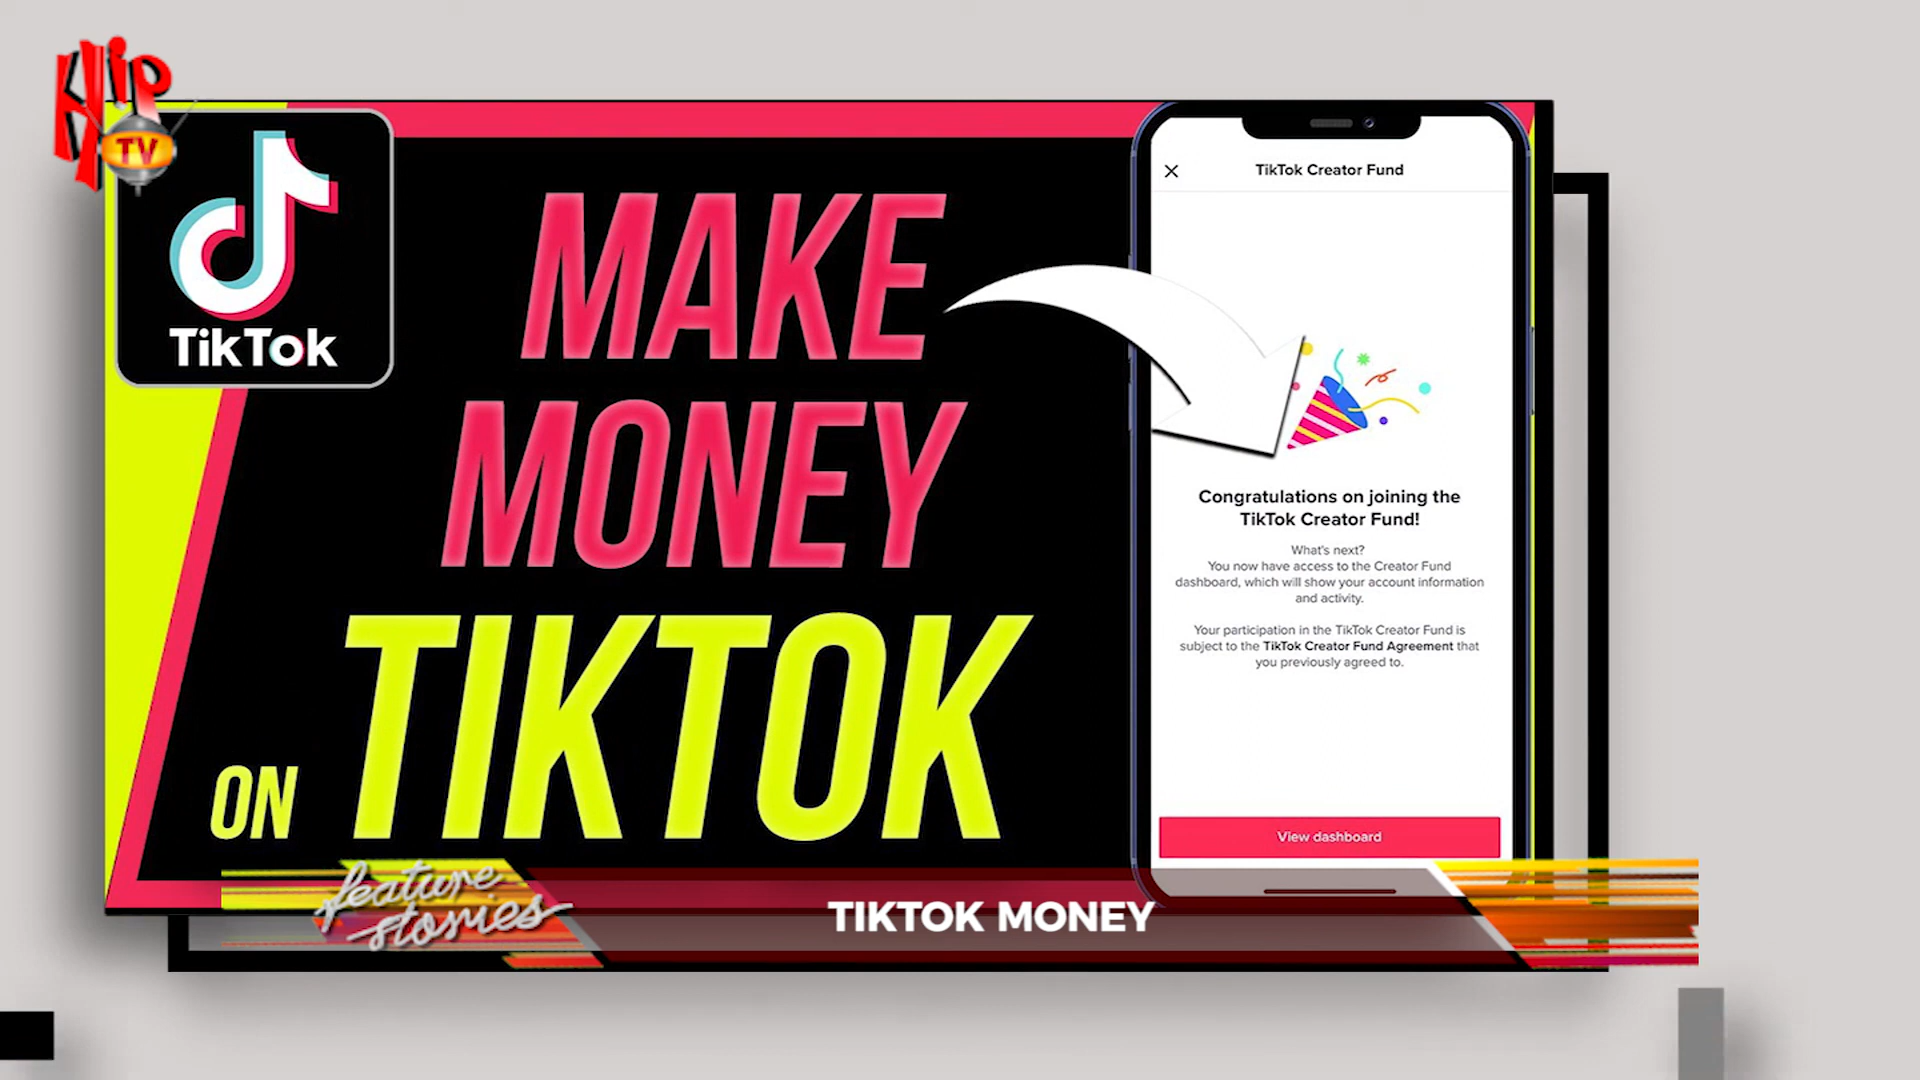 Hip
TV
TikTok
MAKE
MONEY
ON TIKTOK
TikTok Creator Fund
Congratulations on joining the
TikTok Creator Fund!
What's next?
You now have access to the Creator Fund
dashboard, which will show your account information
and activity.
Your participation in the TikTok Creator Fund is
subject to the TikTok Creator Fund Agreement that
you previously agreed to.
View dashboard
feature
stories
TIKTOK MONEY